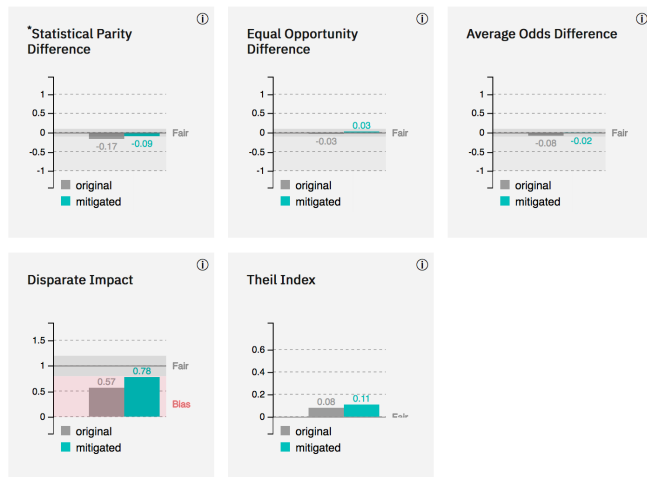 *Statistical Parity
Difference
1
0.5
0
-0.5
-1
-0.17
-0.09
Fair
original
mitigated
Equal Opportunity
Difference
1
0.5
0
-0.5
-1
-0.03
0.03
Fair
original
mitigated
Average Odds Difference
1
0.5
0
-0.5
-1
-0.08
-0.02
Fair
original
mitigated
Disparate Impact
1.5
1
0.5
0
0.57
0.78
Fair
Bias
original
mitigated
Theil Index
0.6
0.4
0.2
0
0.08
0.11
Fair
original
mitigated